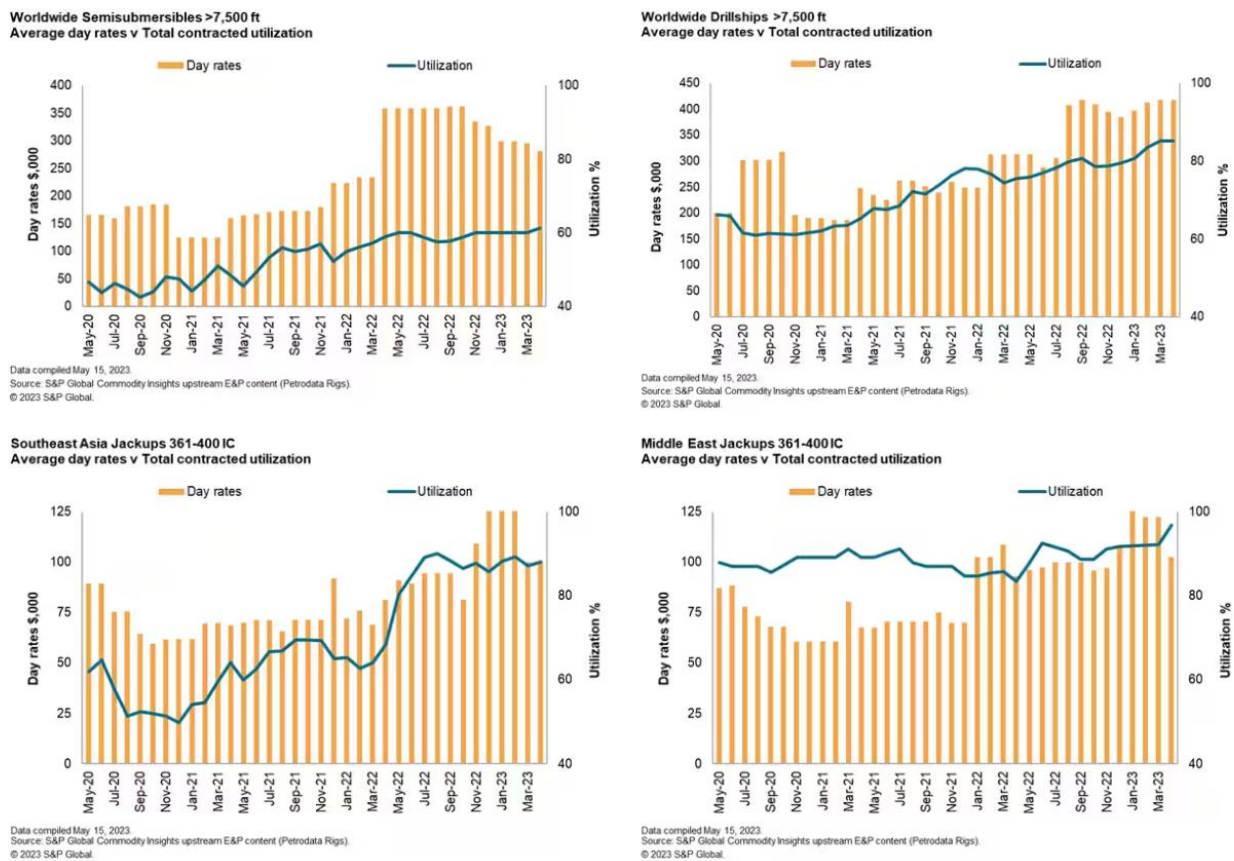 Worldwide Semisubmersibles >7,500 ft
Average day rates v Total contracted utilization
Day rates
Utilization
400
350
300
250
200
150
100
50
0
Day rates $,000
100
80
60
40
Utilization %
May-20
Jul-20
Sep-20
Nov-20
Jan-21
Mar-21
May-21
Jul-21
Sep-21
Nov-21
Jan-22
Mar-22
May-22
Jul-22
Sep-22
Nov-22
Jan-23
Mar-23
Data compiled May 15, 2023.
Source: S&P Global Commodity Insights upstream E&P content (Petrodata Rigs).
© 2023 S&P Global.
Worldwide Drillships >7,500 ft
Average day rates v Total contracted utilization
Day rates
Utilization
450
400
350
300
250
200
150
100
50
0
Day rates $,000
100
80
60
40
Utilization %
May-20
Jul-20
Sep-20
Nov-20
Jan-21
Mar-21
May-21
Jul-21
Sep-21
Nov-21
Jan-22
Mar-22
May-22
Jul-22
Sep-22
Nov-22
Jan-23
Mar-23
Data compiled May 15, 2023.
Source: S&P Global Commodity Insights upstream E&P content (Petrodata Rigs).
© 2023 S&P Global.
Southeast Asia Jackups 361-400 IC
Average day rates v Total contracted utilization
Day rates
Utilization
125
100
75
50
25
0
Day rates $,000
100
80
60
40
Utilization %
May-20
Jul-20
Sep-20
Nov-20
Jan-21
Mar-21
May-21
Jul-21
Sep-21
Nov-21
Jan-22
Mar-22
May-22
Jul-22
Sep-22
Nov-22
Jan-23
Mar-23
Data compiled May 15, 2023.
Source: S&P Global Commodity Insights upstream E&P content (Petrodata Rigs).
© 2023 S&P Global.
Middle East Jackups 361-400 IC
Average day rates v Total contracted utilization
Day rates
Utilization
125
100
75
50
25
0
Day rates $,000
100
80
60
40
Utilization %
May-20
Jul-20
Sep-20
Nov-20
Jan-21
Mar-21
May-21
Jul-21
Sep-21
Nov-21
Jan-22
Mar-22
May-22
Jul-22
Sep-22
Nov-22
Jan-23
Mar-23
Data compiled May 15, 2023.
Source: S&P Global Commodity Insights upstream E&P content (Petrodata Rigs).
© 2023 S&P Global.